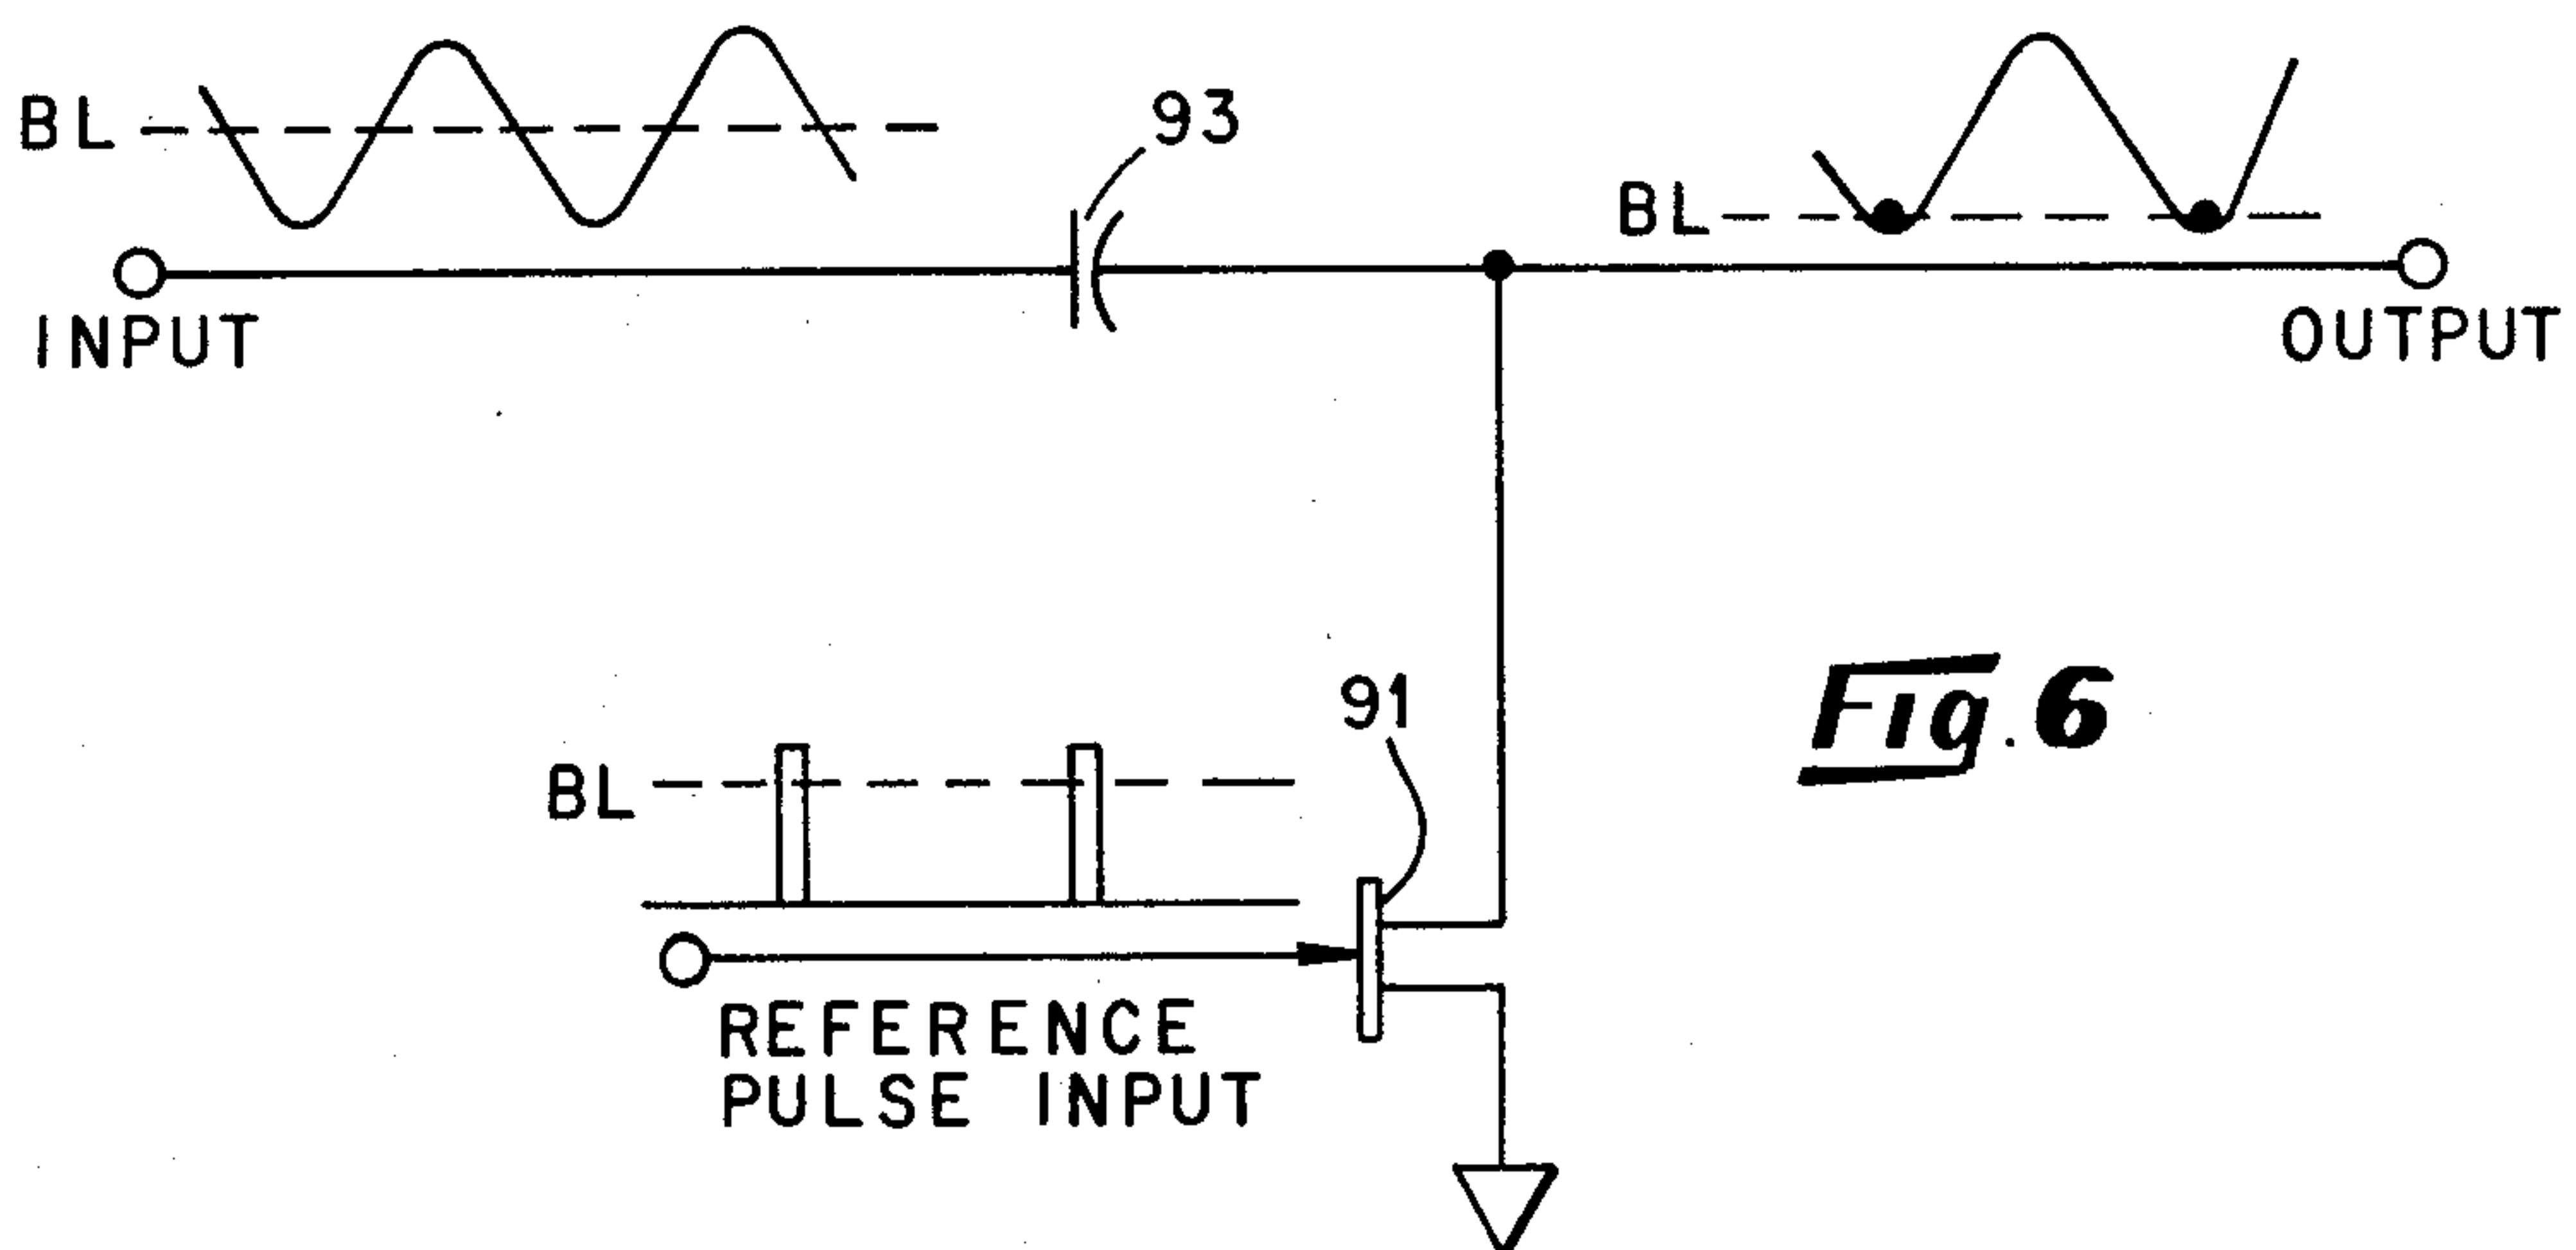 BL
93
BL
INPUT
OUTPUT
91
Fig. 6
BL
REFERENCE
PULSE INPUT